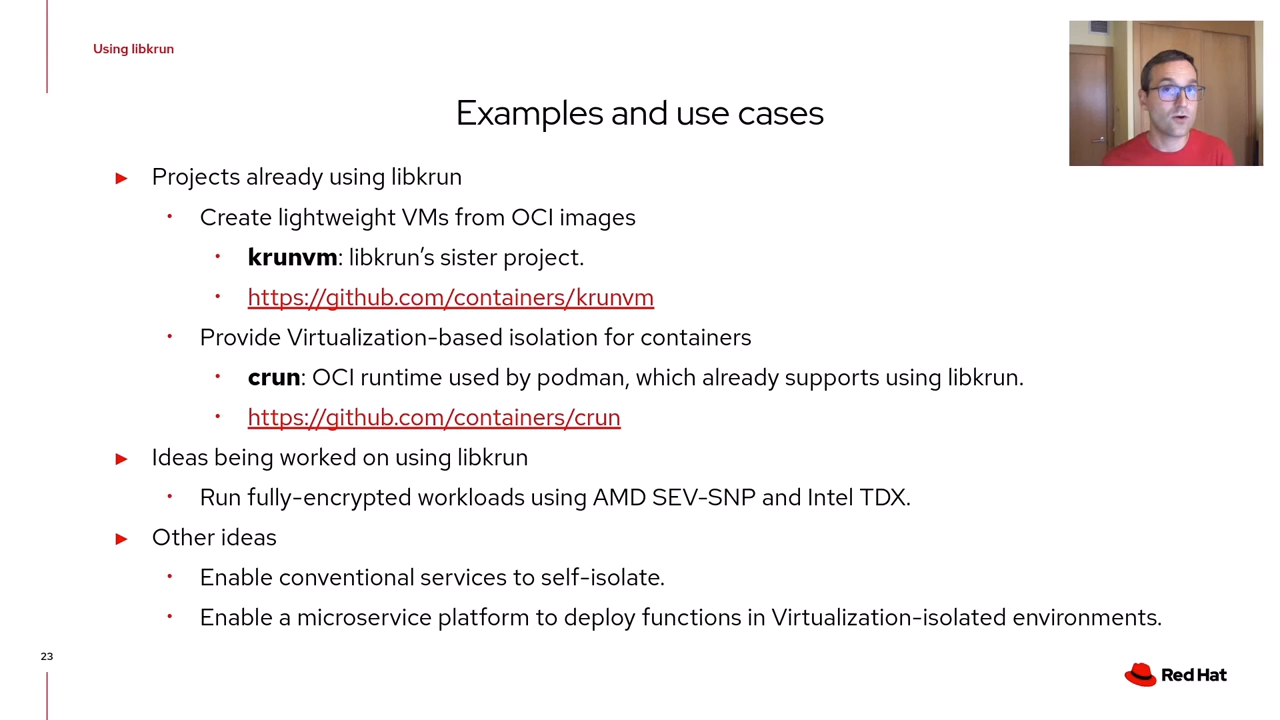 Using libkrun
Examples and use cases
► Projects already using libkrun
• Create lightweight VMs from OCI images
• krunvm: libkrun’s sister project.
• https://github.com/containers/krunvm
• Provide Virtualization-based isolation for containers
• crun: OCI runtime used by podman, which already supports using libkrun.
• https://github.com/containers/crun
► Ideas being worked on using libkrun
• Run fully-encrypted workloads using AMD SEV-SNP and Intel TDX.
► Other ideas
• Enable conventional services to self-isolate.
• Enable a microservice platform to deploy functions in Virtualization-isolated environments.
23
Red Hat